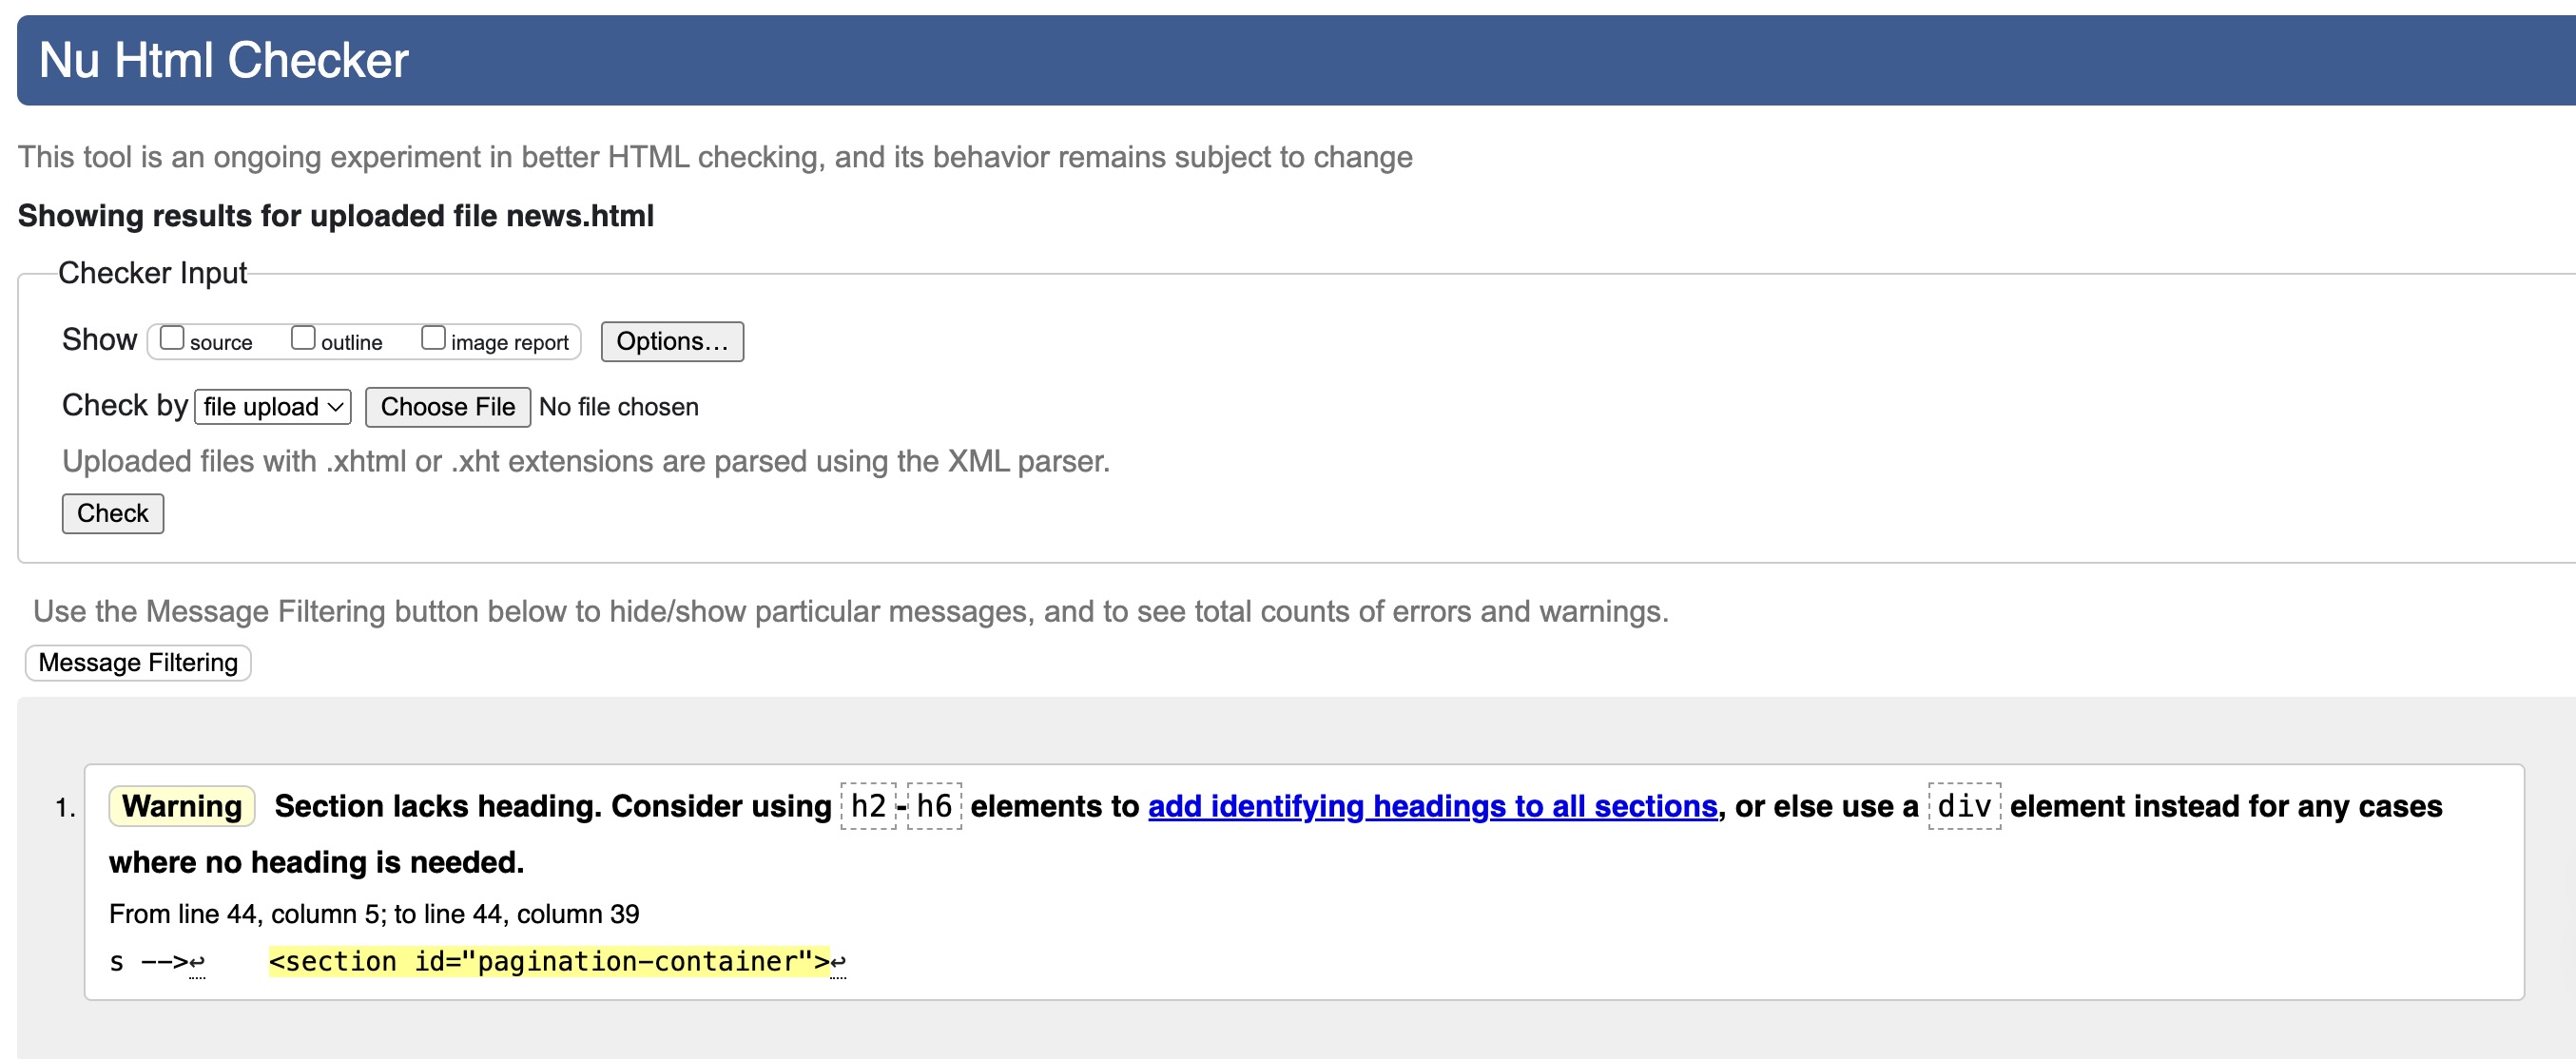 Nu Html Checker
This tool is an ongoing experiment in better HTML checking, and its behavior remains subject to change
Showing results for uploaded file news.html
Checker Input
Show source outline image report Options...
Check by file upload Choose File No file chosen
Uploaded files with .xhtml or .xht extensions are parsed using the XML parser.
Check
Use the Message Filtering button below to hide/show particular messages, and to see total counts of errors and warnings.
Message Filtering
1. Warning Section lacks heading. Consider using h2-h6 elements to add identifying headings to all sections, or else use a div element instead for any cases
where no heading is needed.
From line 44, column 5; to line 44, column 39
s -->↩ <section id="pagination-container">↩